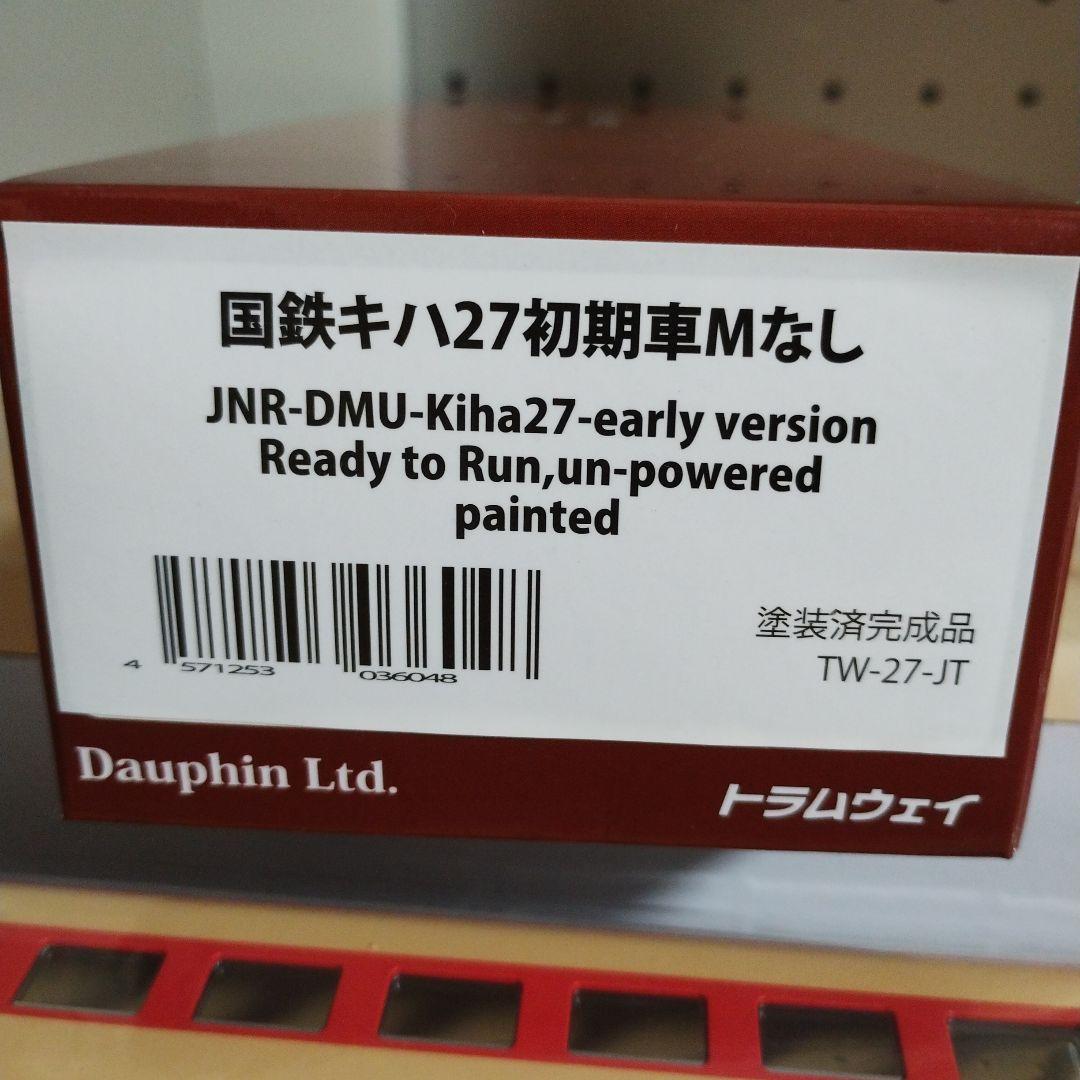 国鉄キハ27初期車Mなし
JNR-DMU-Kiha27-early version
Ready to Run,un-powered
painted
4 571253 036048
塗装済完成品
TW-27-JT
Dauphin Ltd.
トラムウェイ